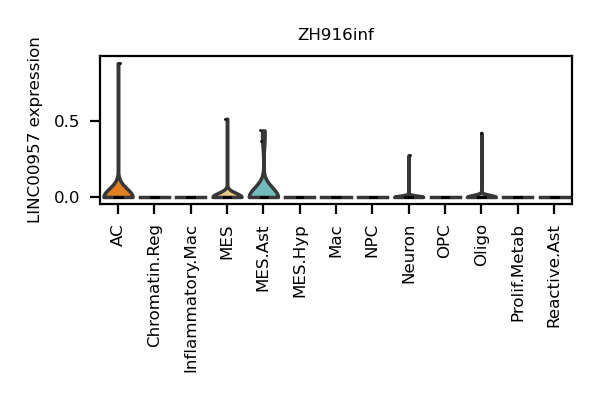 ZH916inf
LINC00957 expression
0.5
0.0
AC
Chromatin.Reg
Inflammatory.Mac
MES
MES.Ast
MES.Hyp
Mac
NPC
Neuron
OPC
Oligo
Prolif.Metab
Reactive.Ast